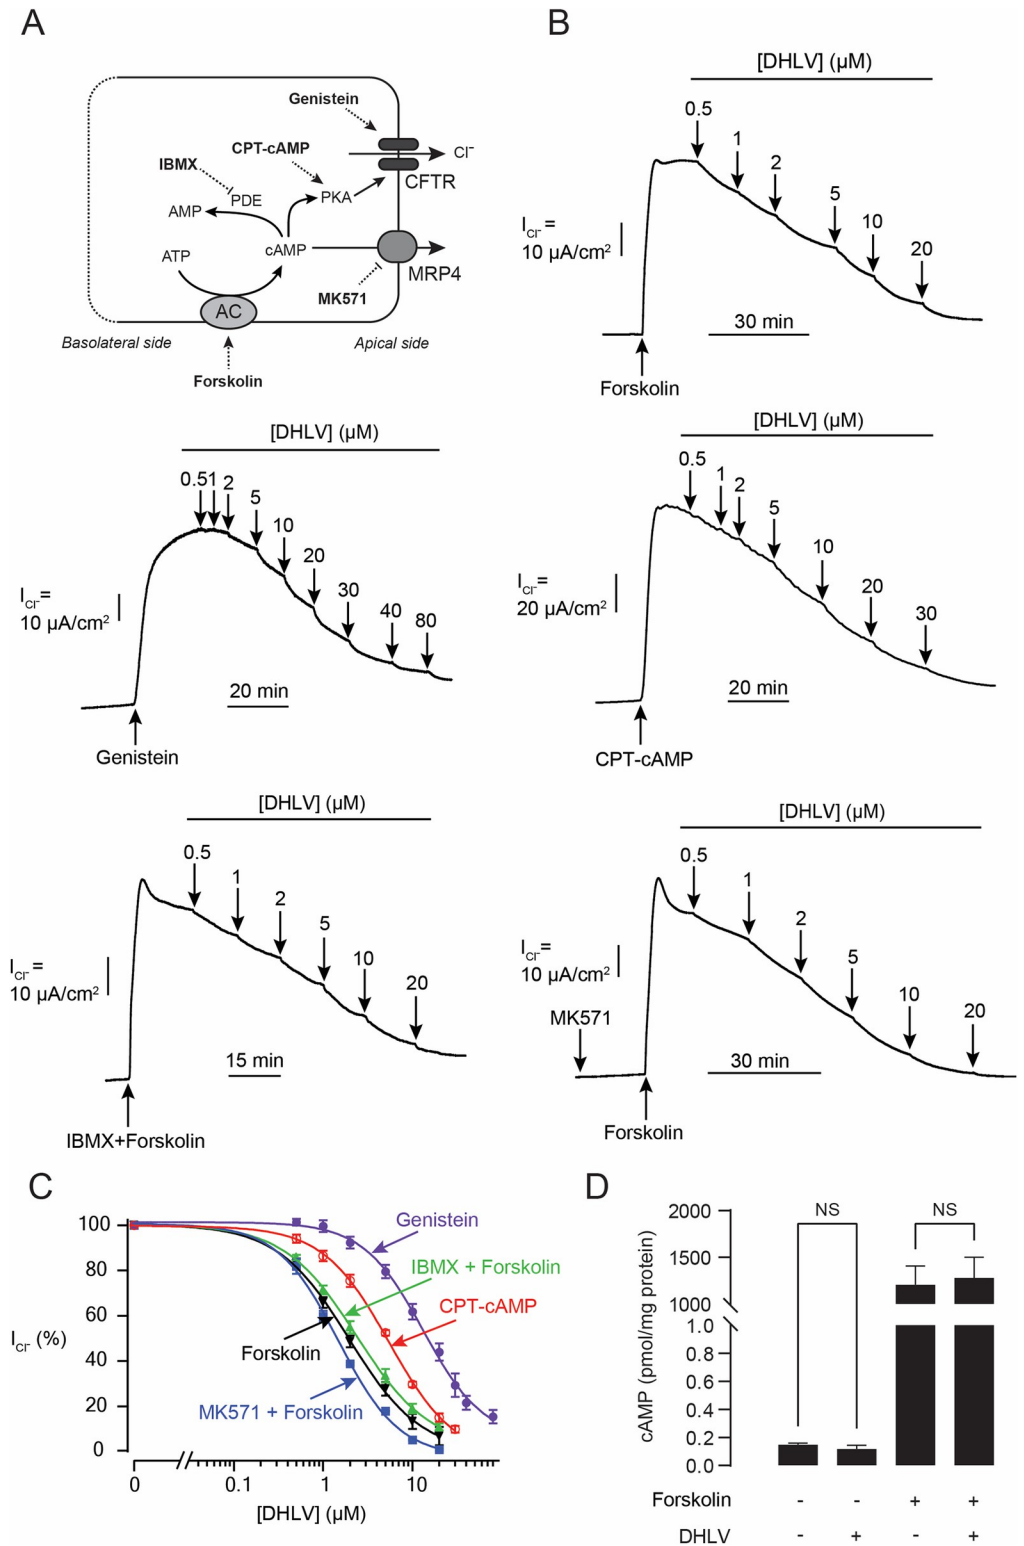 A
Genistein
CPT-cAMP
IBMX
PDE
PKA
Cl⁻
CFTR
AMP
cAMP
ATP
MRP4
MK571
AC
Basolateral side
Apical side
Forskolin
B
[DHLV] (µM)
0.5
1
2
5
10
20
I_Cl⁻ =
10 µA/cm²
30 min
Forskolin
[DHLV] (µM)
0.5 1 2
5
10
20
30
40 80
I_Cl⁻=
10 µA/cm²
20 min
Genistein
[DHLV] (µM)
0.5
1 2
5
10
20
30
I_Cl⁻=
20 µA/cm²
20 min
CPT-cAMP
[DHLV] (µM)
0.5
1
2
5
10
20
I_Cl⁻ =
10 µA/cm²
15 min
IBMX+Forskolin
[DHLV] (µM)
0.5
1
2
5
10
20
I_Cl⁻=
10 µA/cm²
MK571
30 min
Forskolin
C
100
80
60
40
20
0
I_Cl⁻ (%)
Genistein
IBMX + Forskolin
CPT-cAMP
Forskolin
MK571 + Forskolin
0 0.1 1 10
[DHLV] (µM)
D
2000
1500
1000
1.0
0.8
0.6
0.4
0.2
0.0
cAMP (pmol/mg protein)
NS NS
Forskolin - - + +
DHLV - + - +